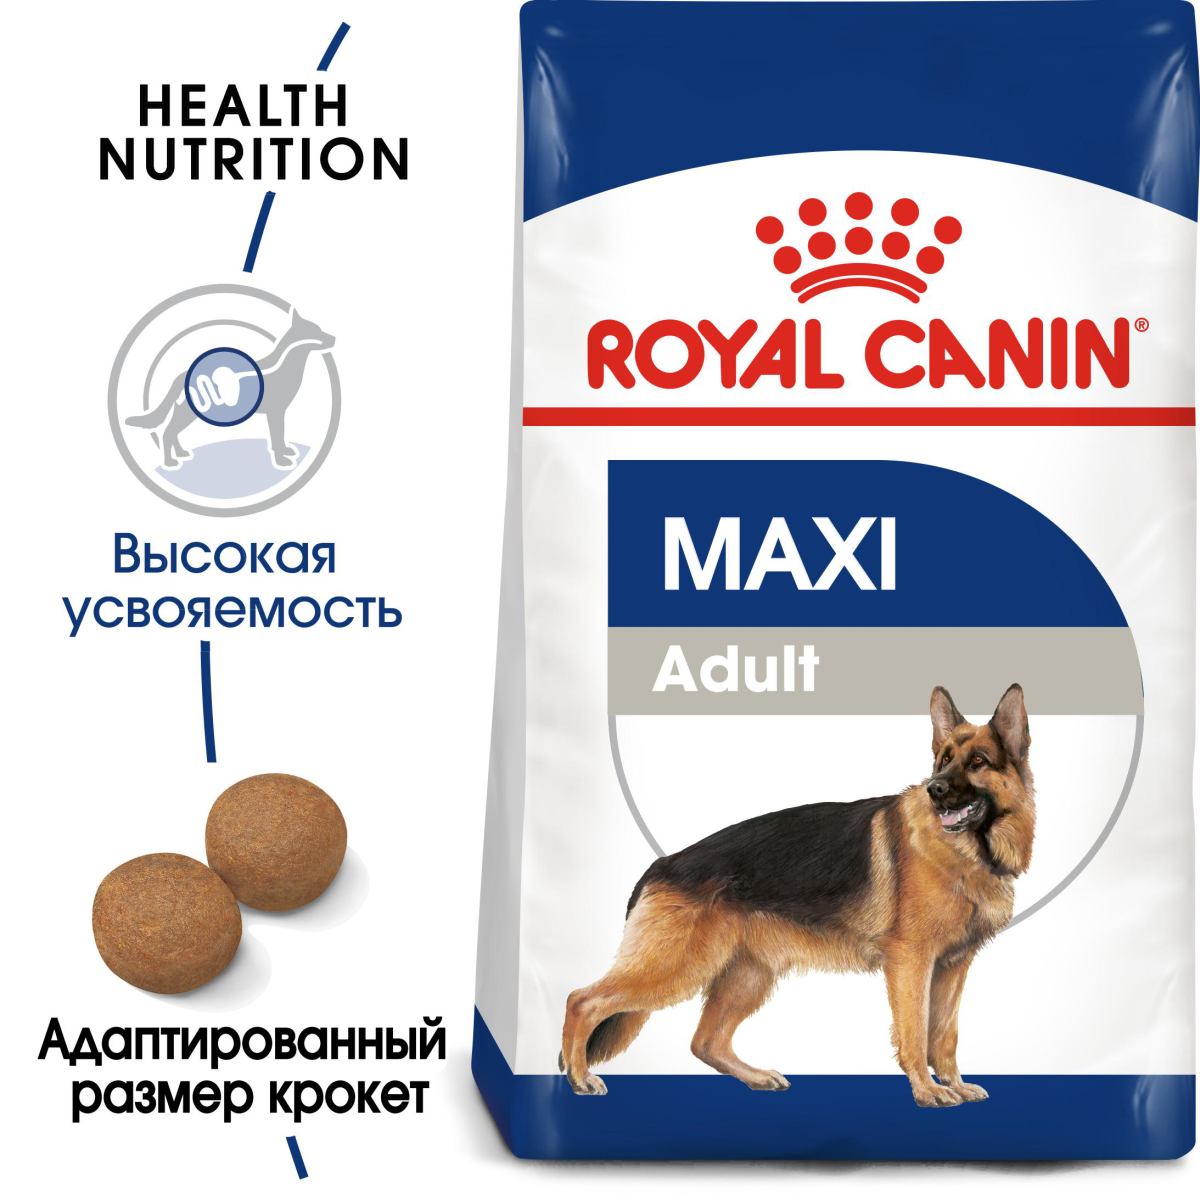 HEALTH
NUTRITION
Высокая
усвояемость
Адаптированный
размер крокет
ROYAL CANIN®
MAXI
Adult